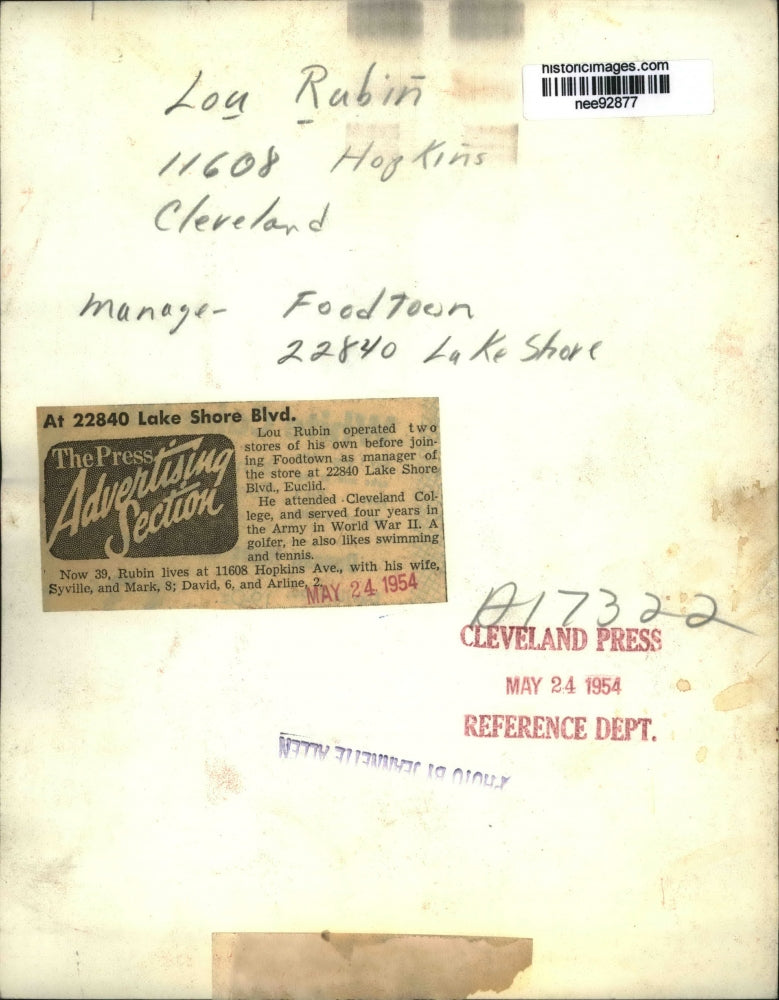 historicimages.com
nee92877
Lou Rubin
11608 Hopkins
Cleveland
Manager- Foodtown
22840 Lake Shore
At 22840 Lake Shore Blvd.
The Press
Advertising
Section
Lou Rubin operated two
stores of his own before join-
ing Foodtown as manager of
the store at 22840 Lake Shore
Blvd., Euclid.
He attended Cleveland Col-
lege, and served four years in
the Army in World War II. A
golfer, he also likes swimming
and tennis.
Now 39, Rubin lives at 11608 Hopkins Ave., with his wife,
Syville, and Mark, 8; David, 6, and Arline, 2.
MAY 24 1954
A17322
CLEVELAND PRESS
MAY 24 1954
REFERENCE DEPT.
PHOTO BY JEANNETTE ALLEN